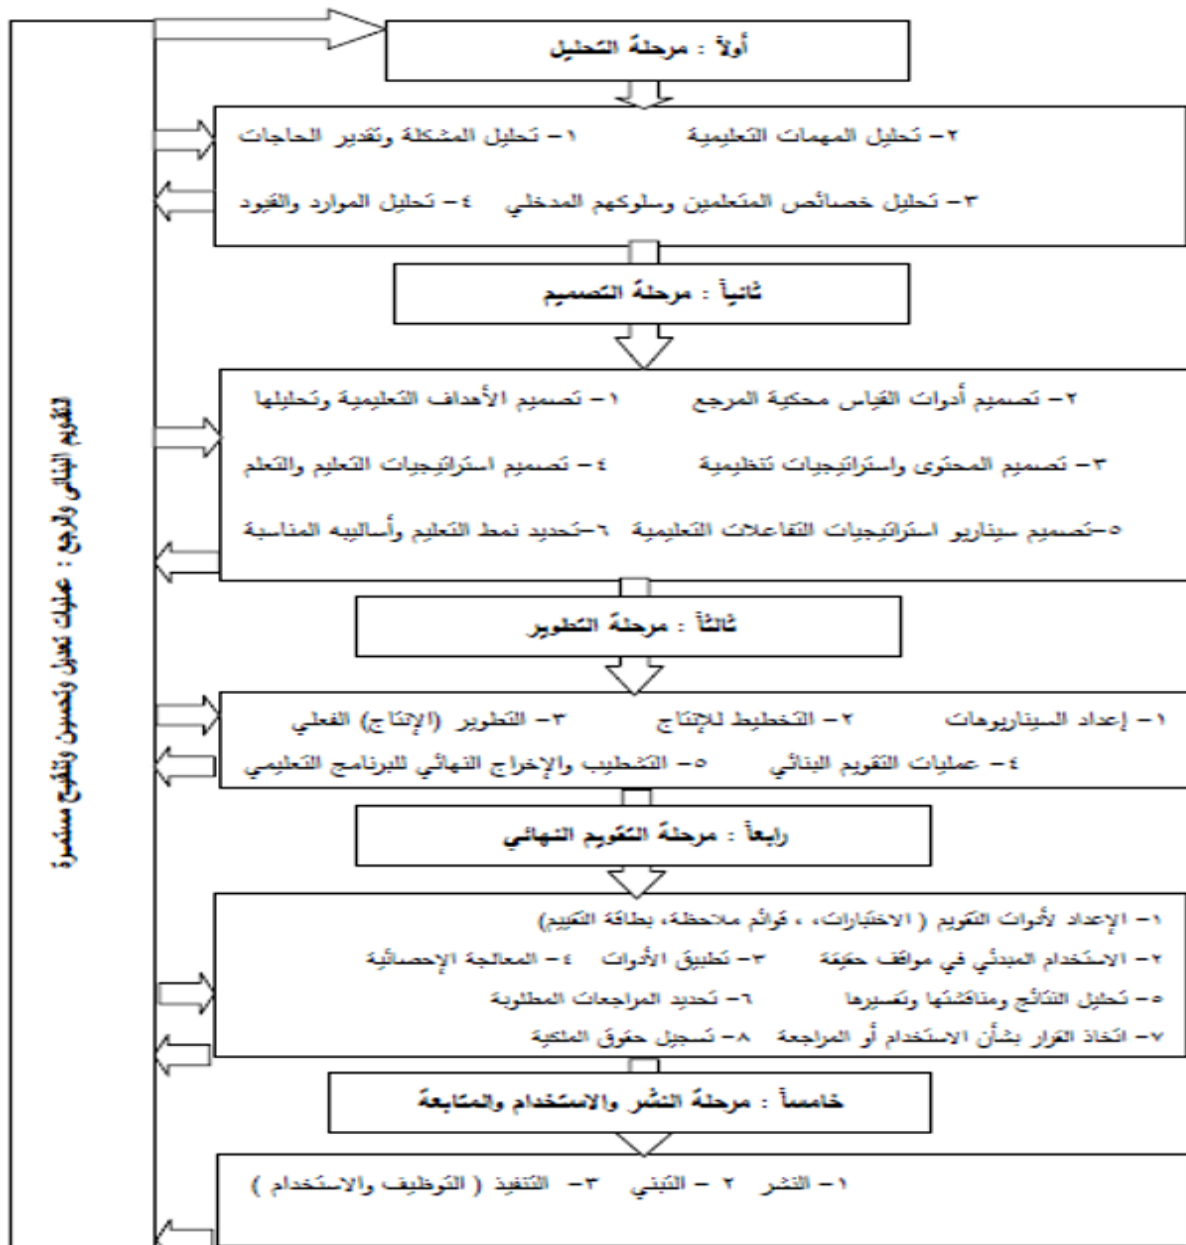 أولاً : مرحلة التحليل
١- تحليل المشكلة وتقدير الحاجات ٢- تحليل المهمات التعليمية
٣- تحليل خصائص المتعلمين وسلوكهم المدخلي ٤- تحليل الموارد والقيود
ثانياً : مرحلة التصميم
١- تصميم الأهداف التعليمية وتحليلها ٢- تصميم أدوات القياس محكية المرجع
٣- تصميم المحتوى واستراتيجيات تنظيمية ٤- تصميم استراتيجيات التعليم والتعلم
٥-تصميم سيناريو استراتيجيات التفاعلات التعليمية ٦-تحديد نمط التعليم وأساليبه المناسبة
ثالثاً : مرحلة التطوير
١- إعداد السيناريوهات ٢- التخطيط للإنتاج ٣- التطوير (الإنتاج) الفعلي
٤- عمليات التقويم البنائي ٥- التشطيب والإخراج النهائي للبرنامج التعليمي
رابعاً : مرحلة التقويم النهائي
١- الإعداد لأدوات التقويم ( الاختبارات، ، قوائم ملاحظة، بطاقة التقييم)
٢- الاستخدام المبدئي في مواقف حقيقة ٣- تطبيق الأدوات ٤- المعالجة الإحصائية
٥- تحليل النتائج ومناقشتها وتفسيرها ٦- تحديد المراجعات المطلوبة
٧- اتخاذ القرار بشأن الاستخدام أو المراجعة ٨- تسجيل حقوق الملكية
خامساً : مرحلة النشر والاستخدام والمتابعة
١- النشر ٢ - التبني ٣- التنفيذ ( التوظيف والاستخدام )
التقويم البنائي والرجع : عمليات تعديل وتحسين وتنقيح مستمرة